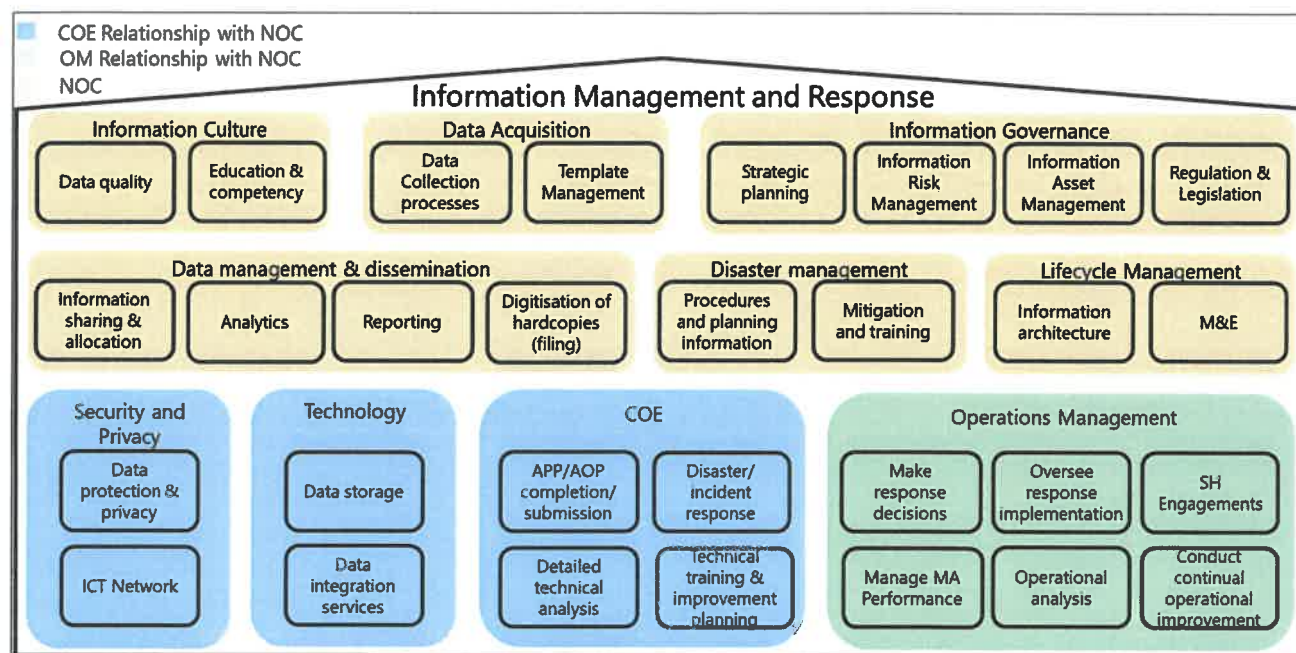 COE Relationship with NOC
OM Relationship with NOC
NOC
Information Management and Response
Information Culture
Data quality
Education &
competency
Data Acquisition
Data
Collection
processes
Template
Management
Information Governance
Strategic
planning
Information
Risk
Management
Information
Asset
Management
Regulation &
Legislation
Data management & dissemination
Information
sharing &
allocation
Analytics
Reporting
Digitisation of
hardcopies
(filing)
Disaster management
Procedures
and planning
information
Mitigation
and training
Lifecycle Management
Information
architecture
M&E
Security and
Privacy
Data
protection &
privacy
ICT Network
Technology
Data storage
Data
integration
services
COE
APP/AOP
completion/
submission
Disaster/
incident
response
Detailed
technical
analysis
Technical
training &
improvement
planning
Operations Management
Make
response
decisions
Oversee
response
implementation
SH
Engagements
Manage MA
Performance
Operational
analysis
Conduct
continual
operational
improvement